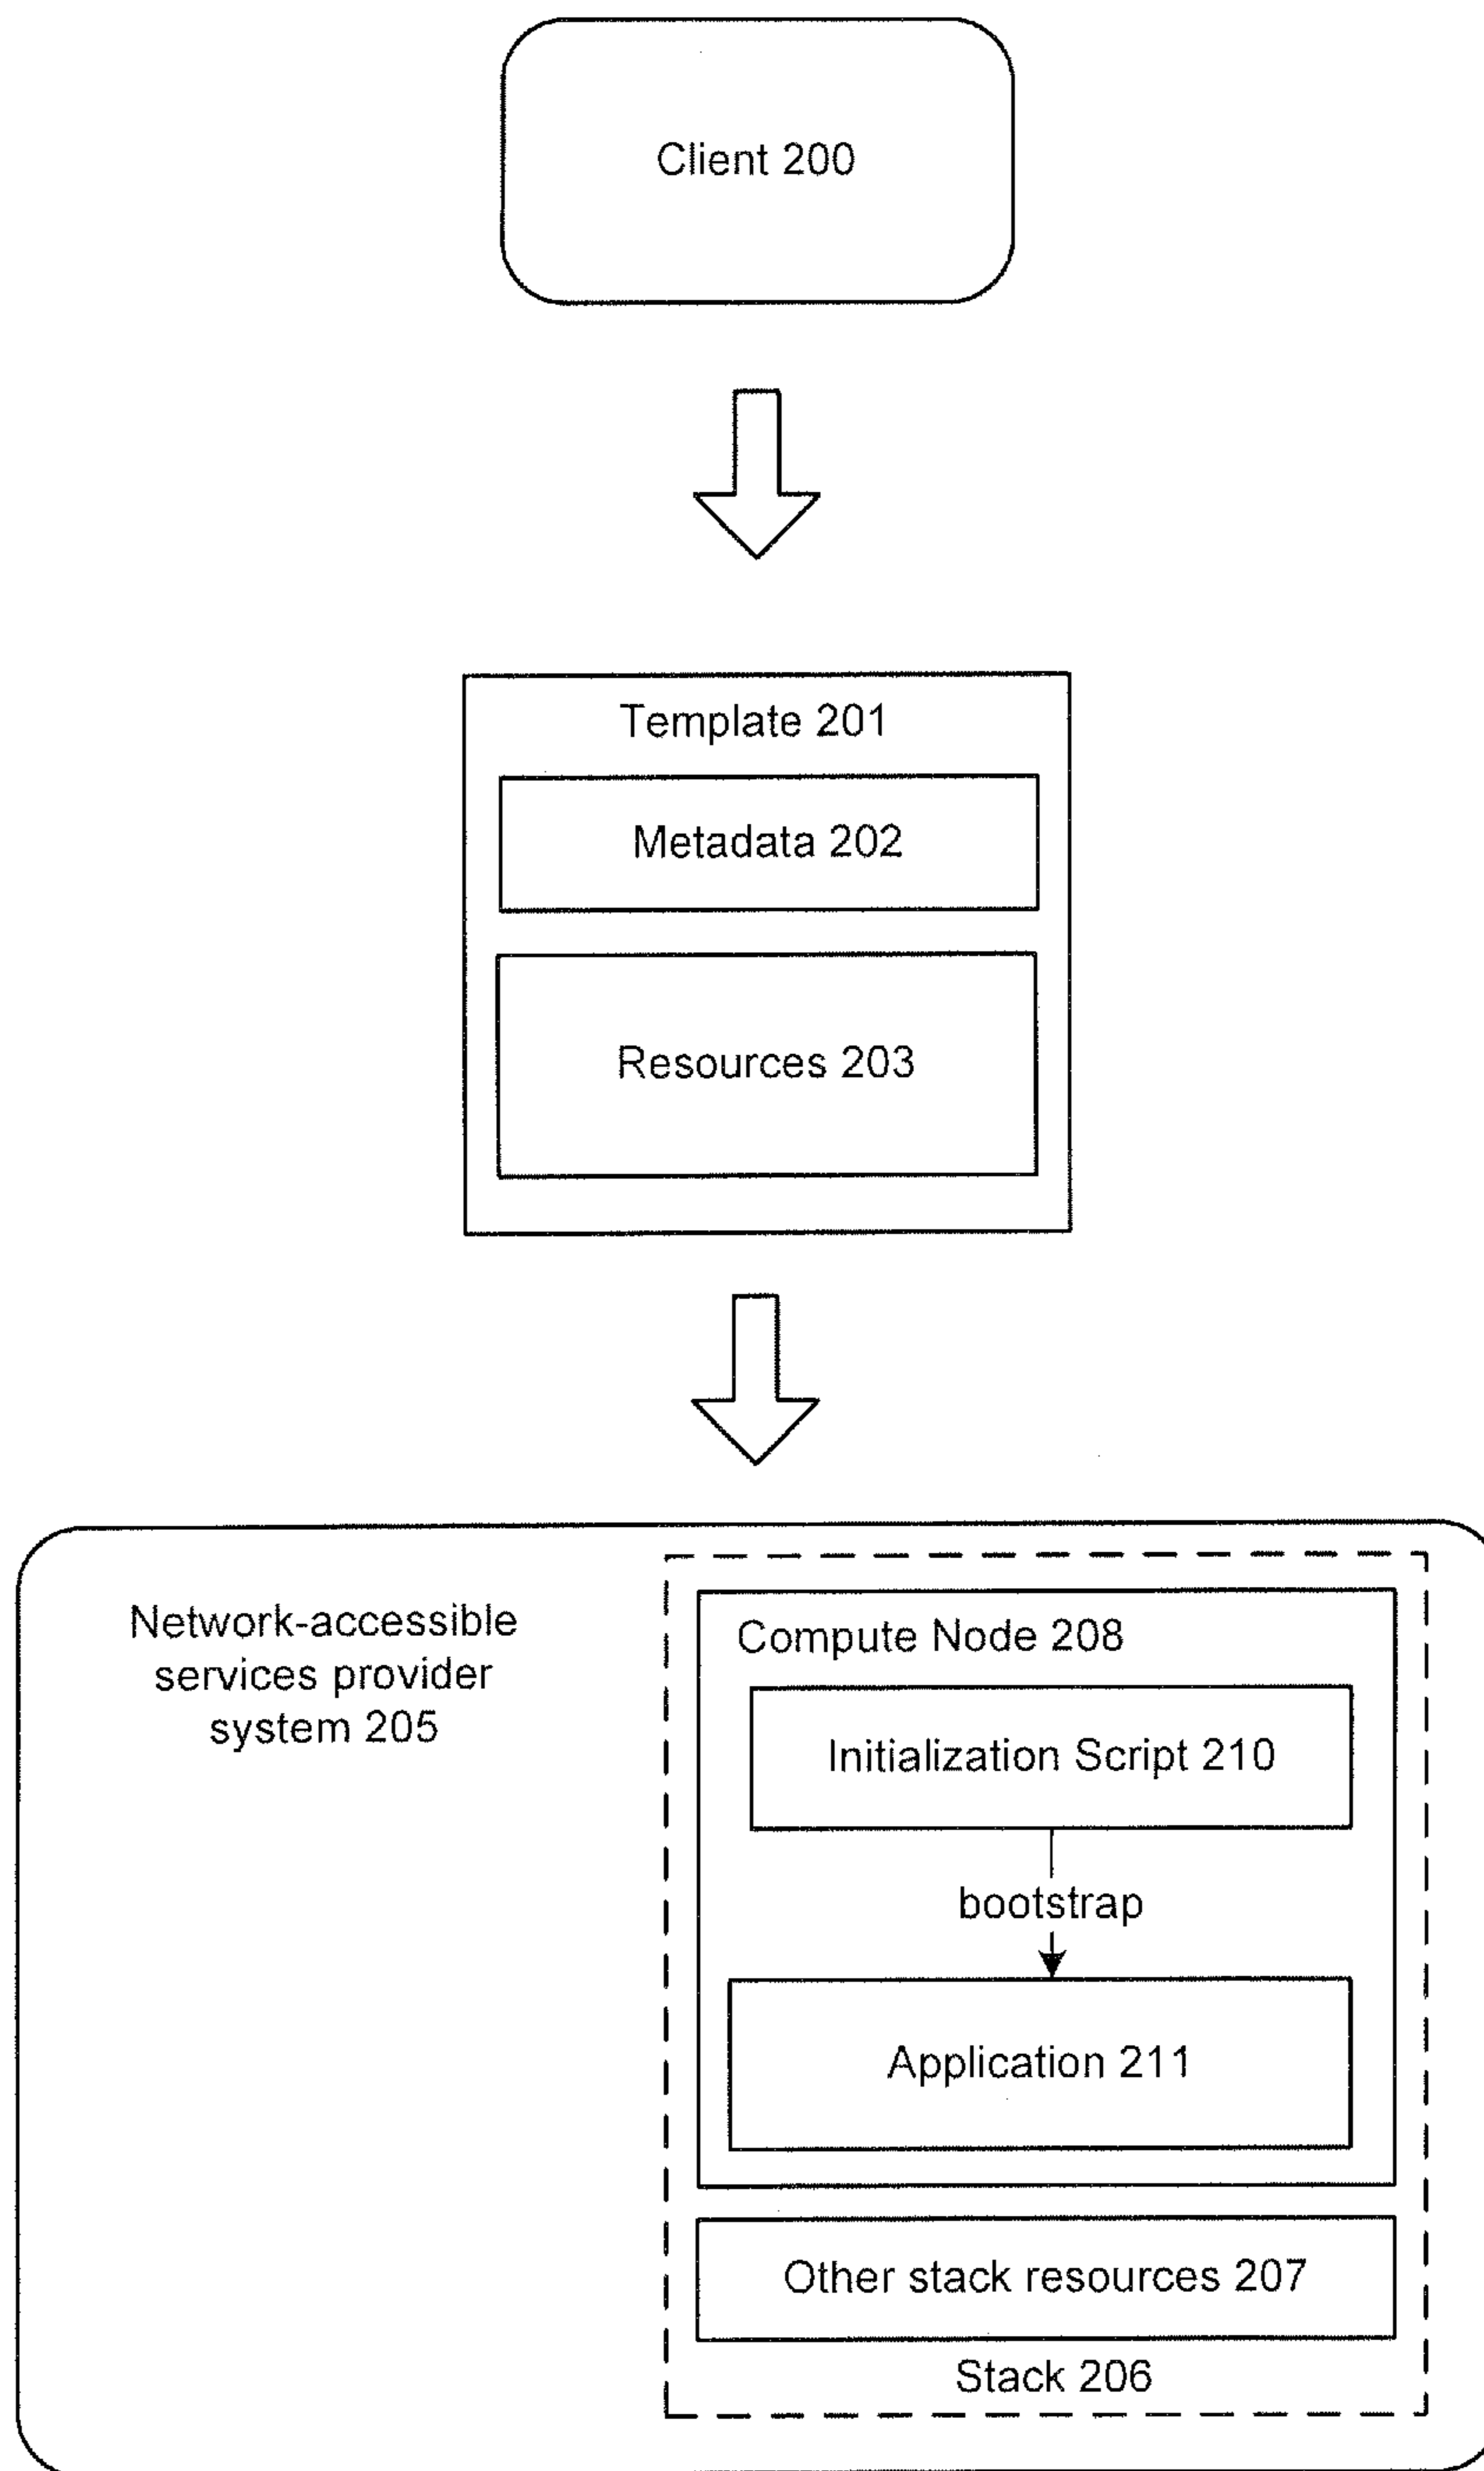 Client 200
Template 201
Metadata 202
Resources 203
Network-accessible
services provider
system 205
Compute Node 208
Initialization Script 210
bootstrap
Application 211
Other stack resources 207
Stack 206